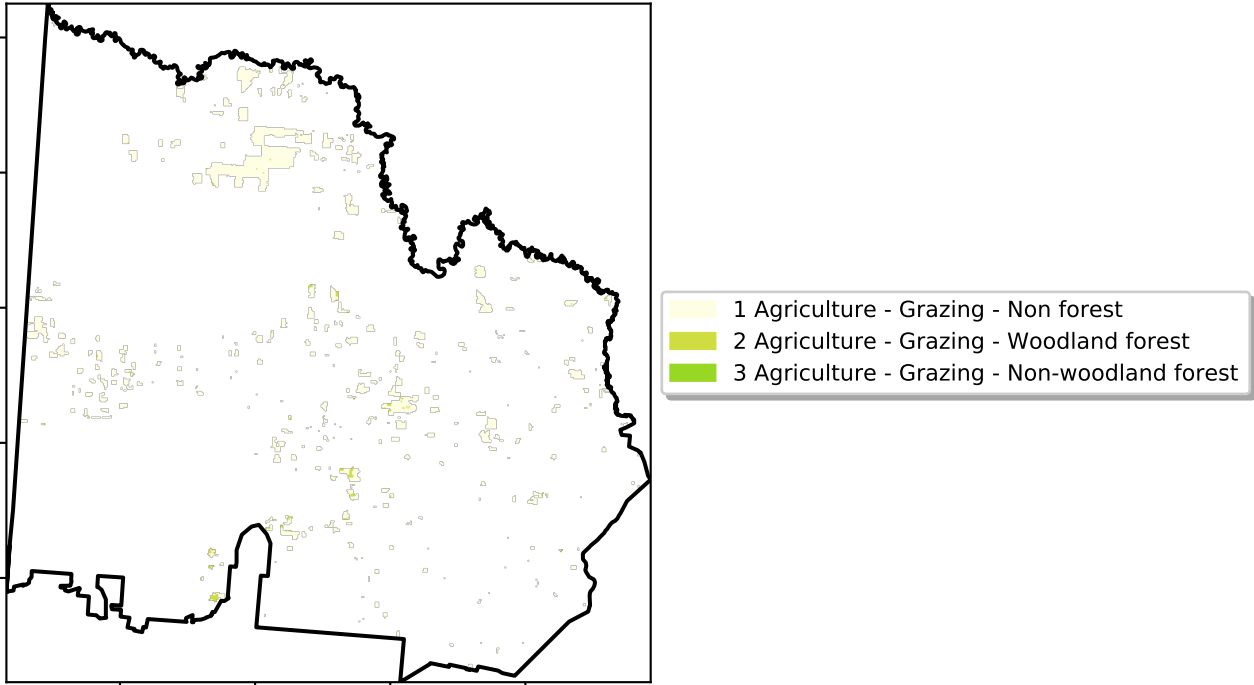 1 Agriculture - Grazing - Non forest
2 Agriculture - Grazing - Woodland forest
3 Agriculture - Grazing - Non-woodland forest